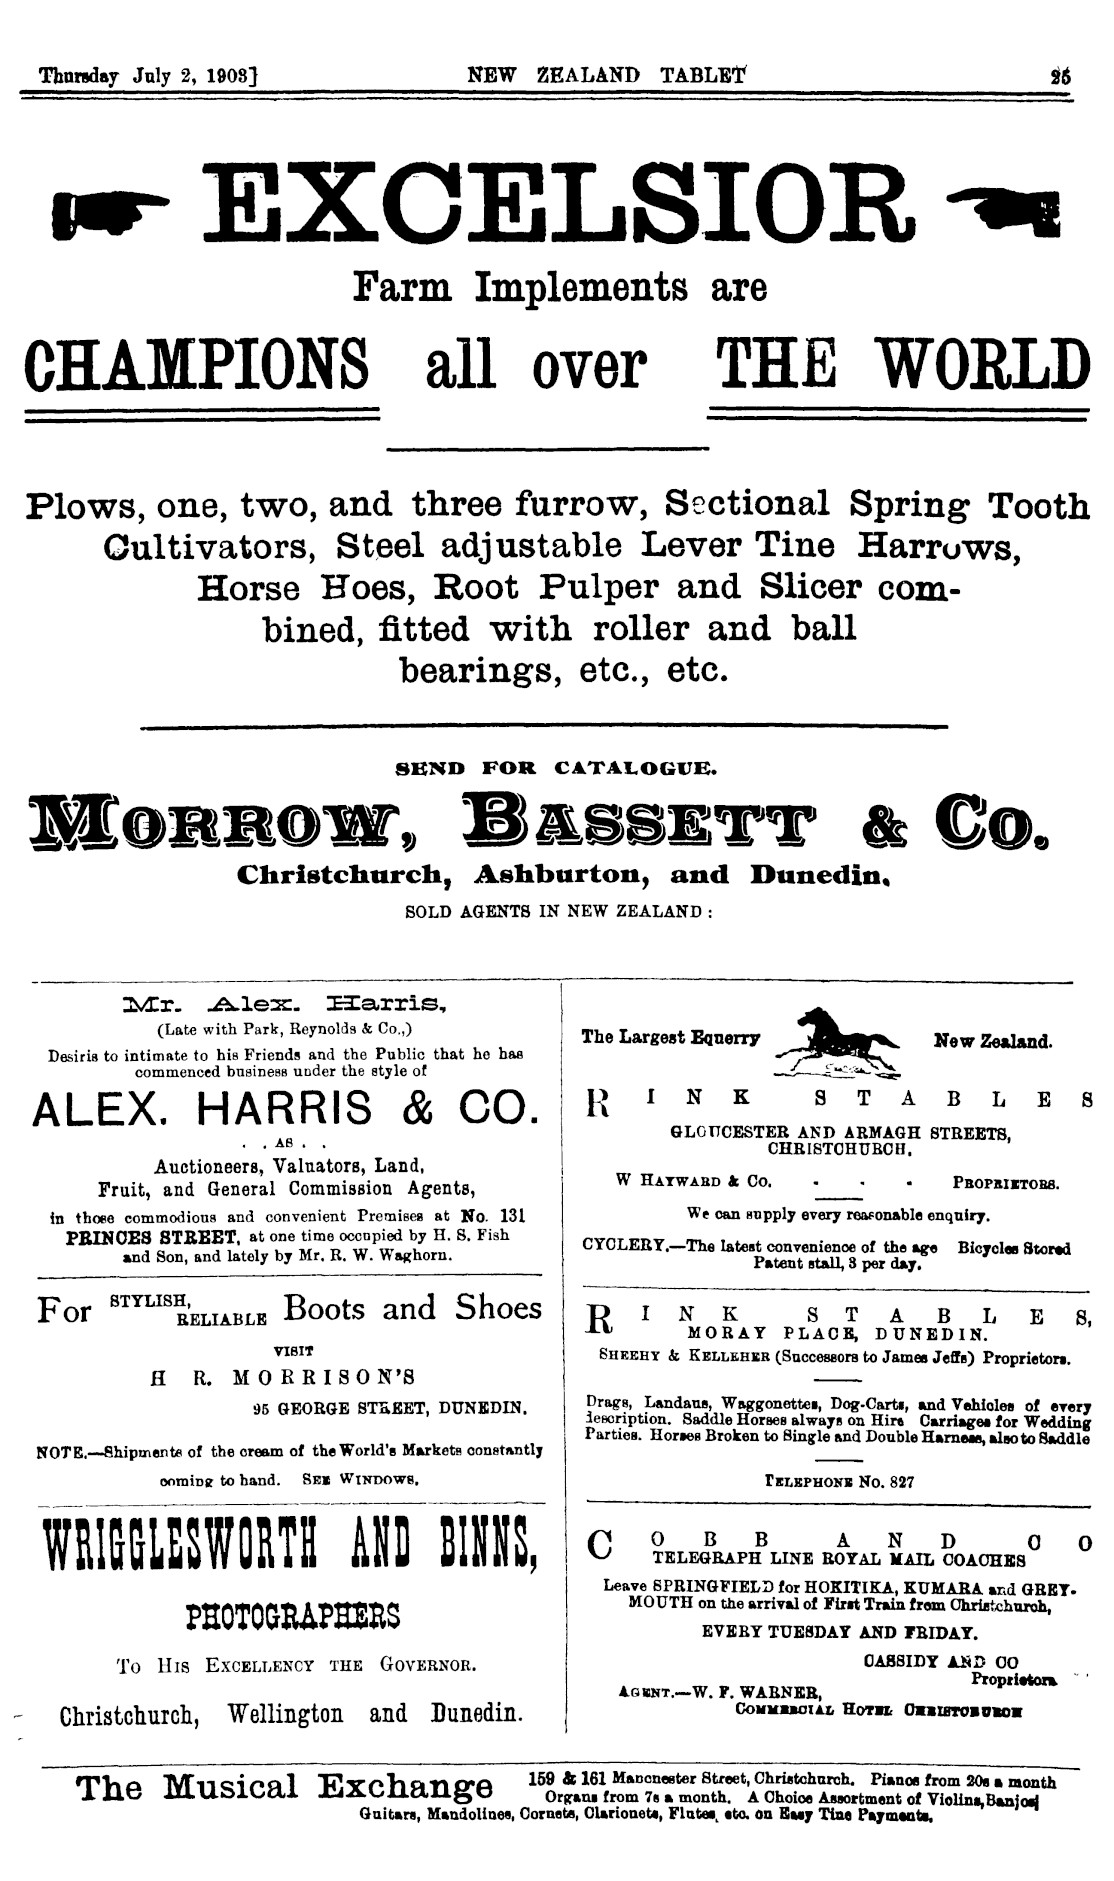 Thursday July 2, 1903]
NEW ZEALAND TABLET
25
EXCELSIOR
Farm Implements are
CHAMPIONS all over THE WORLD
Plows, one, two, and three furrow, Sectional Spring Tooth
Cultivators, Steel adjustable Lever Tine Harrows,
Horse Hoes, Root Pulper and Slicer com-
bined, fitted with roller and ball
bearings, etc., etc.
SEND FOR CATALOGUE.
MORROW, BASSETT & CO.
Christchurch, Ashburton, and Dunedin.
SOLD AGENTS IN NEW ZEALAND :
Mr. Alex. Harris,
(Late with Park, Reynolds & Co.,)
Desiris to intimate to his Friends and the Public that he has
commenced business under the style of
ALEX. HARRIS & CO.
. . AS . .
Auctioneers, Valuators, Land,
Fruit, and General Commission Agents,
in those commodious and convenient Premises at No. 131
PRINCES STREET, at one time occupied by H. S. Fish
and Son, and lately by Mr. R. W. Waghorn.
For STYLISH, RELIABLE Boots and Shoes
VISIT
H R. MORRISON'S
95 GEORGE STREET, DUNEDIN.
NOTE.—Shipments of the cream of the World's Markets constantly
coming to hand. SEE WINDOWS.
WRIGGLESWORTH AND BINNS,
PHOTOGRAPHERS
TO HIS EXCELLENCY THE GOVERNOR.
Christchurch, Wellington and Dunedin.
The Largest Equerry New Zealand.
RINK STABLES
GLOUCESTER AND ARMAGH STREETS,
CHRISTCHURCH.
W HAYWARD & CO. - - - PROPRIETORS.
We can supply every reasonable enquiry.
CYCLERY.—The latest convenience of the age Bicycles Stored
Patent stall, 3 per day.
RINK STABLES,
MORAY PLACE, DUNEDIN.
SHEEHY & KELLEHER (Successors to James Jeffs) Proprietors.
Drags, Landaus, Waggonettes, Dog-Carts, and Vehicles of every
description. Saddle Horses always on Hire Carriages for Wedding
Parties. Horses Broken to Single and Double Harness, also to Saddle
TELEPHONE No. 827
COBB AND CO
TELEGRAPH LINE ROYAL MAIL COACHES
Leave SPRINGFIELD for HOKITIKA, KUMARA and GREY-
MOUTH on the arrival of First Train from Christchurch,
EVERY TUESDAY AND FRIDAY.
CASSIDY AND CO
Proprietors
AGENT.—W. F. WARNER,
COMMERCIAL HOTEL CHRISTCHURCH
The Musical Exchange 159 & 161 Manchester Street, Christchurch. Pianos from 20s a month
Organs from 7s a month. A Choice Assortment of Violins, Banjos
Guitars, Mandolines, Cornets, Clarionets, Flutes, etc. on Easy Time Payments.